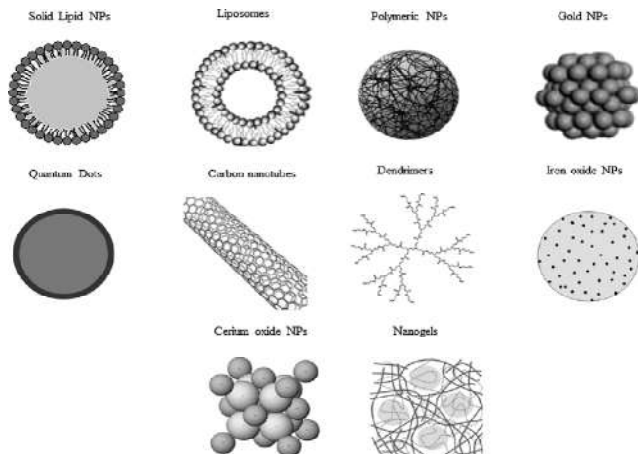 Solid Lipid NPs
Liposomes
Polymeric NPs
Gold NPs
Quantum Dots
Carbon nanotubes
Dendrimers
Iron oxide NPs
Cerium oxide NPs
Nanogels